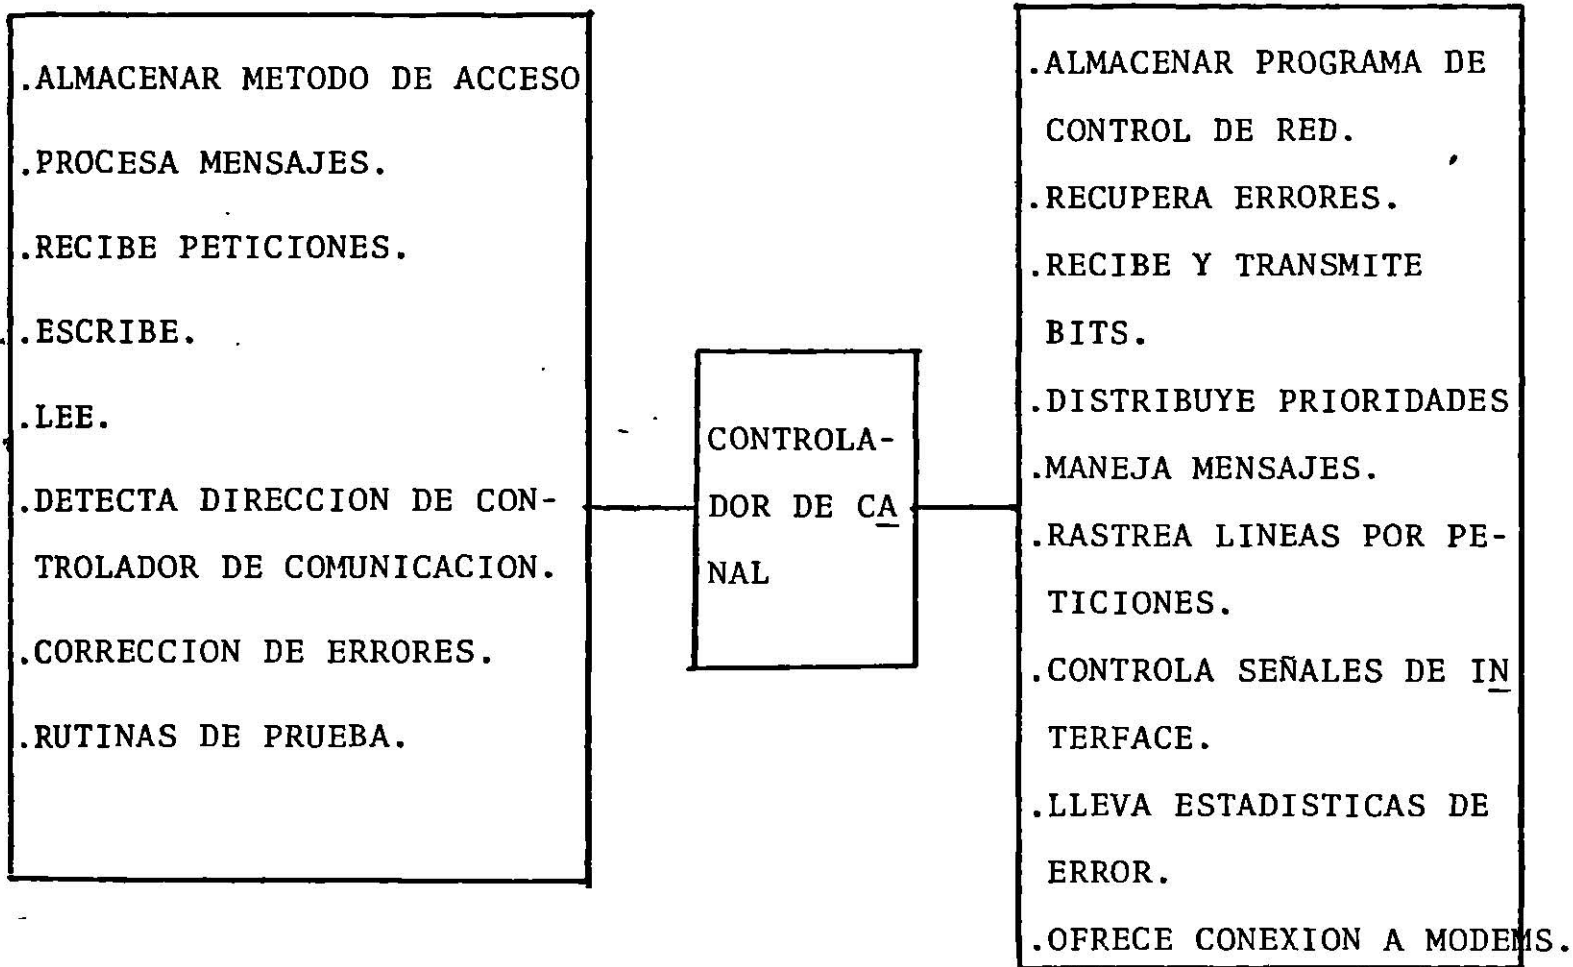 .ALMACENAR METODO DE ACCESO
.PROCESA MENSAJES.
.RECIBE PETICIONES.
.ESCRIBE.
.LEE.
.DETECTA DIRECCION DE CON-
TROLADOR DE COMUNICACION.
.CORRECCION DE ERRORES.
.RUTINAS DE PRUEBA.
CONTROLA-
DOR DE CA
NAL
.ALMACENAR PROGRAMA DE
CONTROL DE RED.
.RECUPERA ERRORES.
.RECIBE Y TRANSMITE
BITS.
.DISTRIBUYE PRIORIDADES
.MANEJA MENSAJES.
.RASTREA LINEAS POR PE-
TICIONES.
.CONTROLA SEÑALES DE IN
TERFACE.
.LLEVA ESTADISTICAS DE
ERROR.
.OFRECE CONEXION A MODEMS.